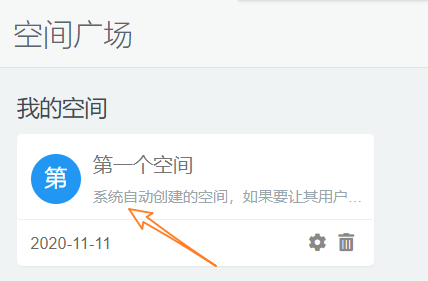 空间广场
我的空间
第
第一个空间
系统自动创建的空间，如果要让其用户...
2020-11-11